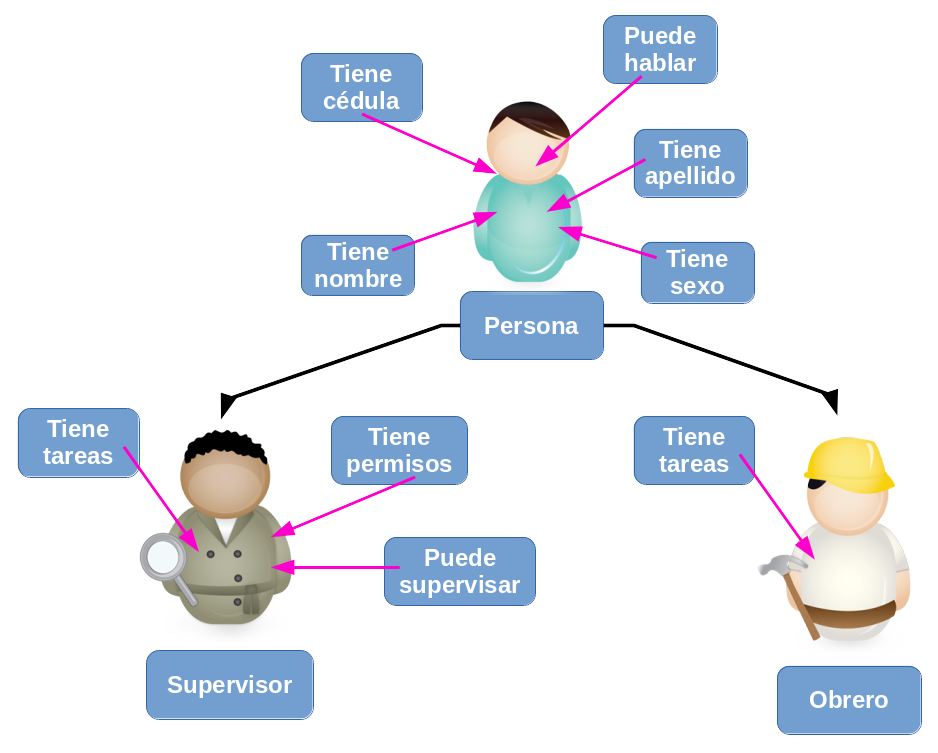 Puede
hablar
Tiene
cédula
Tiene
apellido
Tiene
nombre
Tiene
sexo
Persona
Tiene
tareas
Tiene
permisos
Tiene
tareas
Puede
supervisar
Supervisor
Obrero